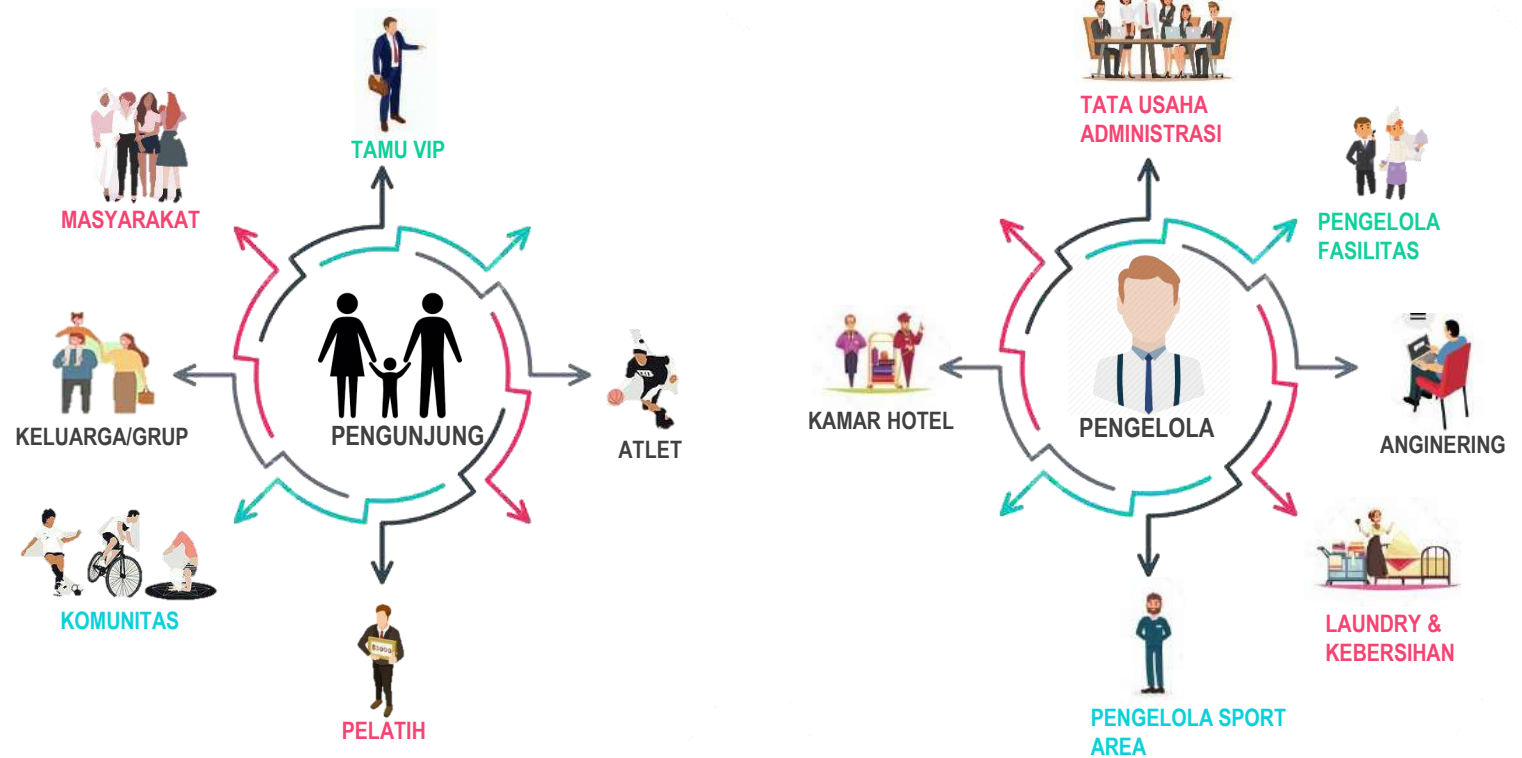 TAMU VIP
MASYARAKAT
KELUARGA/GRUP
PENGUNJUNG
ATLET
KOMUNITAS
PELATIH
TATA USAHA
ADMINISTRASI
PENGELOLA
FASILITAS
KAMAR HOTEL
PENGELOLA
ANGINERING
LAUNDRY &
KEBERSIHAN
PENGELOLA SPORT
AREA